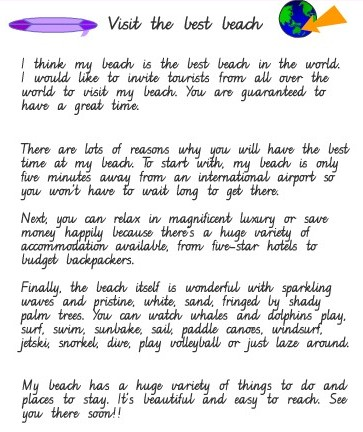 Visit the best beach
I think my beach is the best beach in the world.
I would like to invite tourists from all over the
world to visit my beach. You are guaranteed to
have a great time.
There are lots of reasons why you will have the best
time at my beach. To start with, my beach is only
five minutes away from an international airport so
you won't have to wait long to get there.
Next, you can relax in magnificent luxury or save
money happily because there's a huge variety of
accommodation available, from five-star hotels to
budget backpackers.
Finally, the beach itself is wonderful with sparkling
waves and pristine, white, sand, fringed by shady
palm trees. You can watch whales and dolphins play,
surf, swim, sunbake, sail, paddle canoes, windsurf,
jetski, snorkel, dive, play volleyball or just laze around.
My beach has a huge variety of things to do and
places to stay. It's beautiful and easy to reach. See
you there soon!!